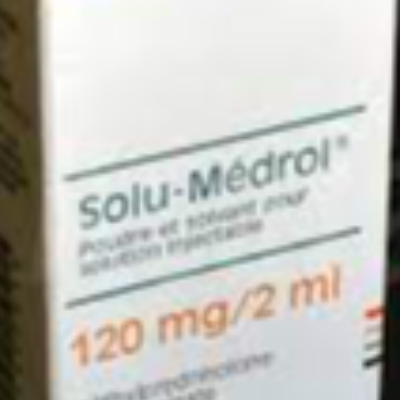 Solu-Médrol®
Poudre et solvant pour
solution injectable
120 mg/2 ml